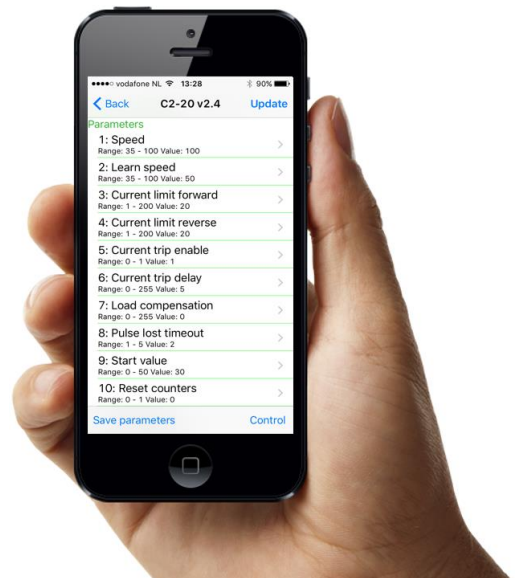 vodafone NL 13:28 90%
Back C2-20 v2.4 Update
Parameters
1: Speed
Range: 35 - 100 Value: 100
2: Learn speed
Range: 35 - 100 Value: 50
3: Current limit forward
Range: 1 - 200 Value: 20
4: Current limit reverse
Range: 1 - 200 Value: 20
5: Current trip enable
Range: 0 - 1 Value: 1
6: Current trip delay
Range: 0 - 255 Value: 5
7: Load compensation
Range: 0 - 255 Value: 0
8: Pulse lost timeout
Range: 1 - 5 Value: 2
9: Start value
Range: 0 - 50 Value: 30
10: Reset counters
Range: 0 - 1 Value: 0
Save parameters Control